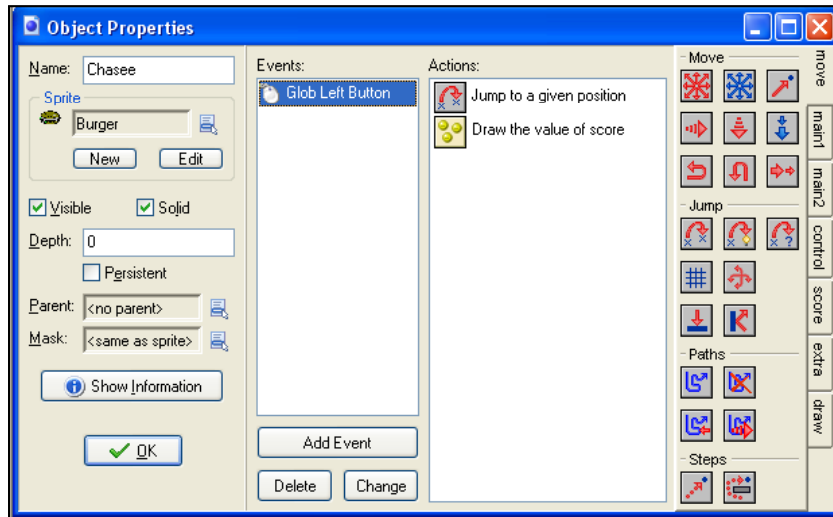 Object Properties
Name: Chasee
Sprite
Burger
New Edit
Visible Solid
Depth: 0
Persistent
Parent: <no parent>
Mask: <same as sprite>
Show Information
OK
Events:
Glob Left Button
Add Event
Delete Change
Actions:
Jump to a given position
Draw the value of score
Move
Jump
Paths
Steps
move
main1
main2
control
score
extra
draw